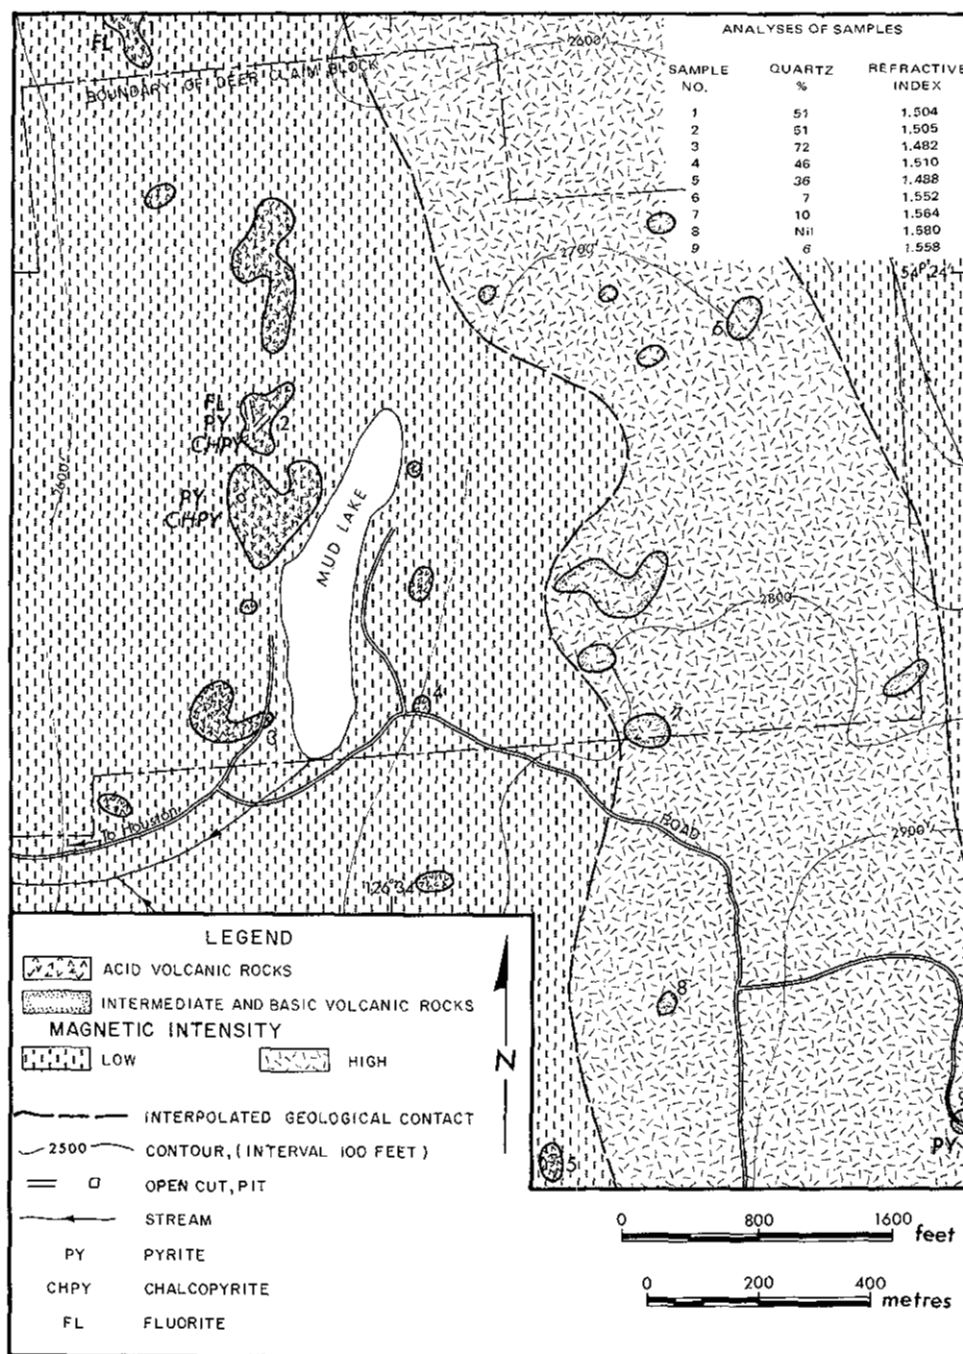 FL
BOUNDARY OF DEER CLAIM BLOCK
2600'
ANALYSES OF SAMPLES
SAMPLE NO. QUARTZ % REFRACTIVE INDEX
1 51 1.504
2 51 1.505
3 72 1.482
4 46 1.510
5 36 1.488
6 7 1.552
7 10 1.564
8 Nil 1.580
9 6 1.558
2700'
54° 24'
6
FL
PY
CHPY
2
2600'
PY
CHPY
MUD LAKE
2800'
4
7
3
To Houston
ROAD
2900'
126°34'
8
PY
5
LEGEND
ACID VOLCANIC ROCKS
INTERMEDIATE AND BASIC VOLCANIC ROCKS
MAGNETIC INTENSITY
LOW HIGH
INTERPOLATED GEOLOGICAL CONTACT
2500 CONTOUR, (INTERVAL 100 FEET)
OPEN CUT, PIT
STREAM
PY PYRITE
CHPY CHALCOPYRITE
FL FLUORITE
N
0 800 1600 feet
0 200 400 metres